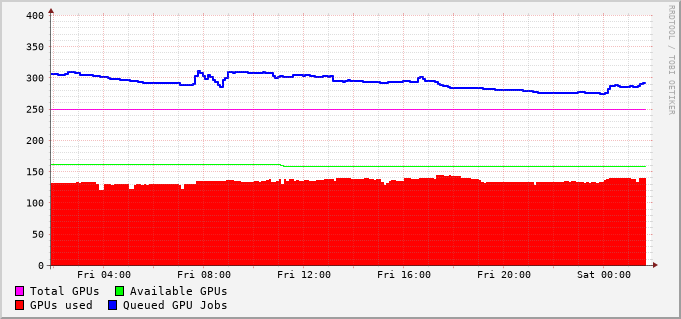 RRDTOOL / TOBI OETIKER
400
350
300
250
200
150
100
50
0
Fri 04:00 Fri 08:00 Fri 12:00 Fri 16:00 Fri 20:00 Sat 00:00
Total GPUs Available GPUs
GPUs used Queued GPU Jobs